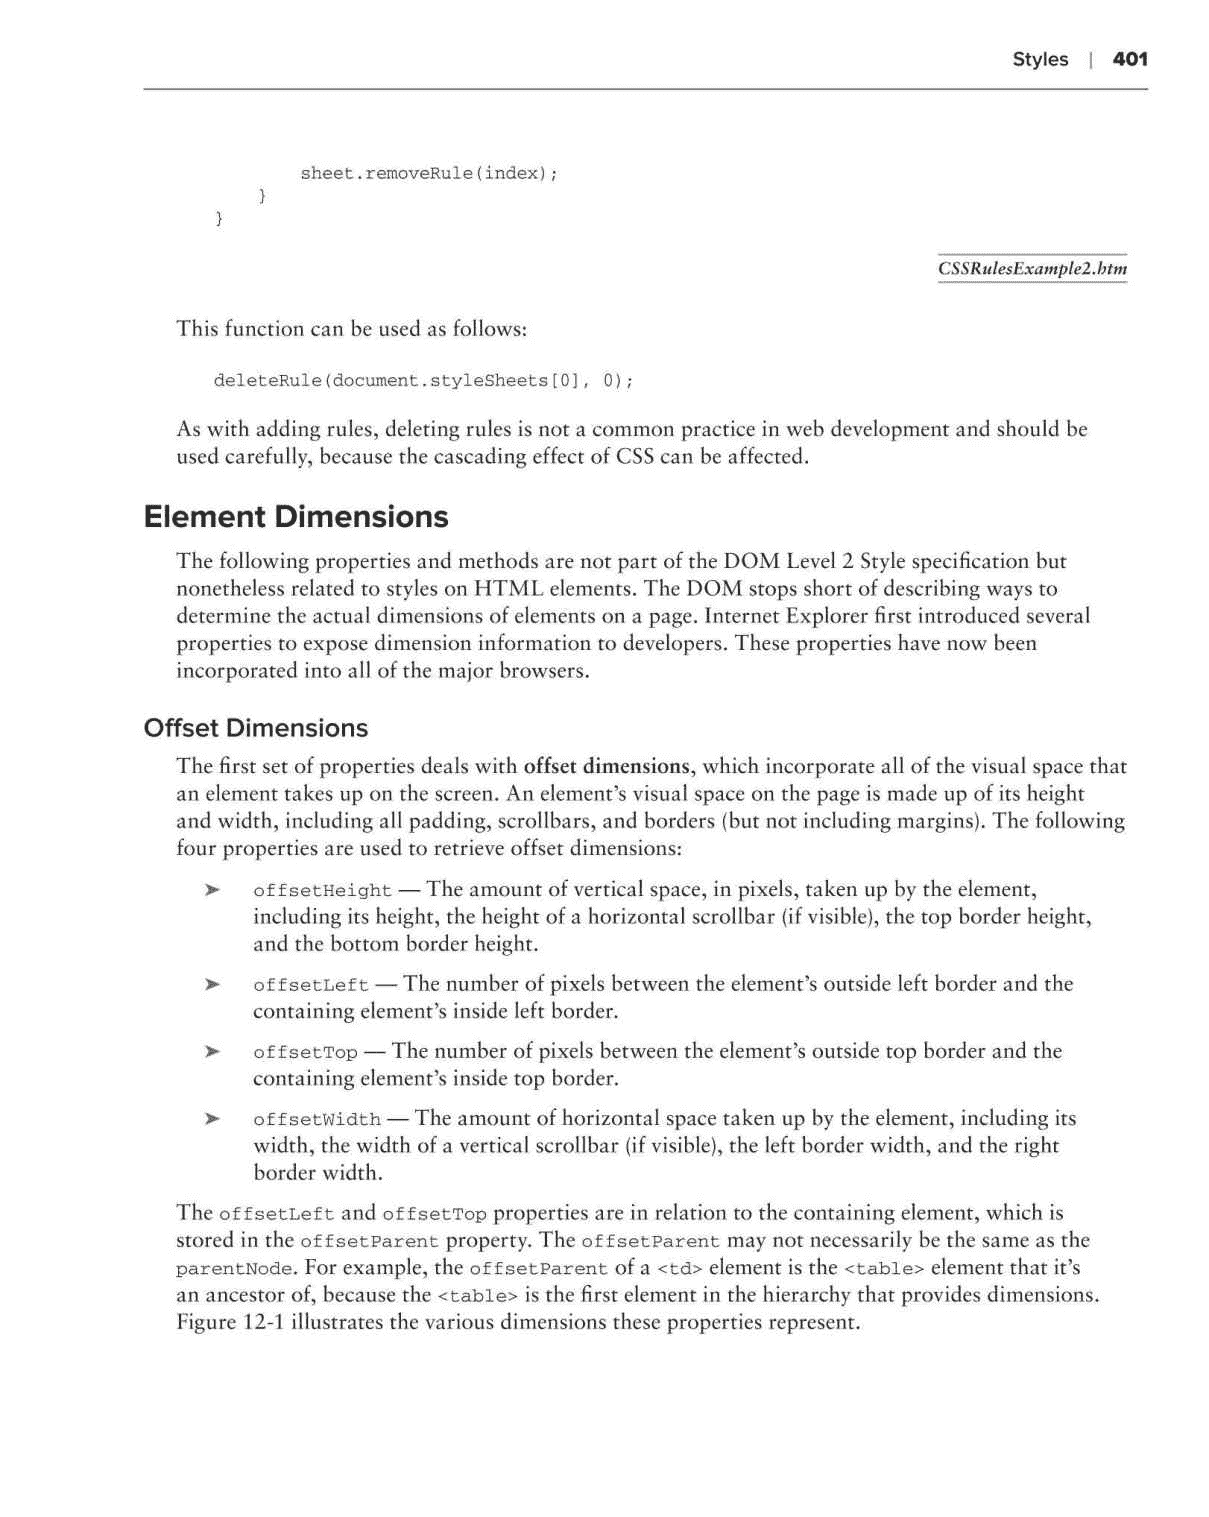 Styles | 401
sheet.removeRule(index);
}
}
CSSRulesExample2.htm
This function can be used as follows:
deleteRule(document.styleSheets[0], 0);
As with adding rules, deleting rules is not a common practice in web development and should be
used carefully, because the cascading effect of CSS can be affected.
Element Dimensions
The following properties and methods are not part of the DOM Level 2 Style specification but
nonetheless related to styles on HTML elements. The DOM stops short of describing ways to
determine the actual dimensions of elements on a page. Internet Explorer first introduced several
properties to expose dimension information to developers. These properties have now been
incorporated into all of the major browsers.
Offset Dimensions
The first set of properties deals with offset dimensions, which incorporate all of the visual space that
an element takes up on the screen. An element’s visual space on the page is made up of its height
and width, including all padding, scrollbars, and borders (but not including margins). The following
four properties are used to retrieve offset dimensions:
➤ offsetHeight — The amount of vertical space, in pixels, taken up by the element,
including its height, the height of a horizontal scrollbar (if visible), the top border height,
and the bottom border height.
➤ offsetLeft — The number of pixels between the element’s outside left border and the
containing element’s inside left border.
➤ offsetTop — The number of pixels between the element’s outside top border and the
containing element’s inside top border.
➤ offsetWidth — The amount of horizontal space taken up by the element, including its
width, the width of a vertical scrollbar (if visible), the left border width, and the right
border width.
The offsetLeft and offsetTop properties are in relation to the containing element, which is
stored in the offsetParent property. The offsetParent may not necessarily be the same as the
parentNode. For example, the offsetParent of a <td> element is the <table> element that it’s
an ancestor of, because the <table> is the first element in the hierarchy that provides dimensions.
Figure 12-1 illustrates the various dimensions these properties represent.